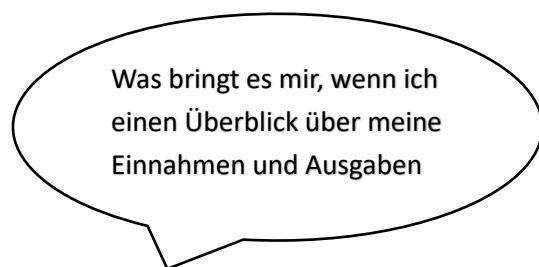 Was bringt es mir, wenn ich
einen Überblick über meine
Einnahmen und Ausgaben